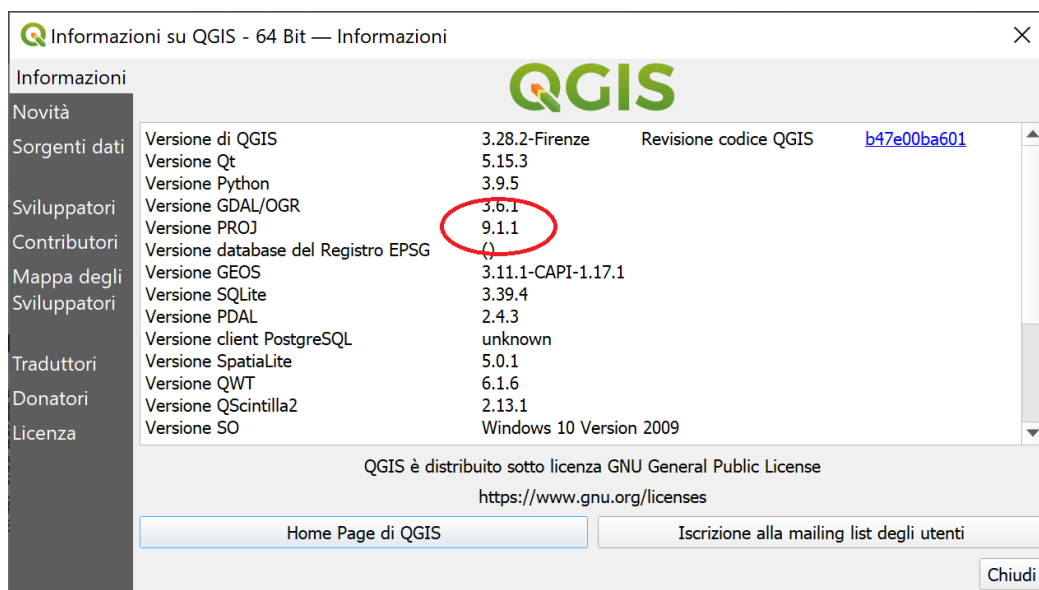 Informazioni su QGIS - 64 Bit — Informazioni
Informazioni
Novità
Sorgenti dati
Sviluppatori
Contributori
Mappa degli
Sviluppatori
Traduttori
Donatori
Licenza
QGIS
Versione di QGIS 3.28.2-Firenze Revisione codice QGIS b47e00ba601
Versione Qt 5.15.3
Versione Python 3.9.5
Versione GDAL/OGR 3.6.1
Versione PROJ 9.1.1
Versione database del Registro EPSG ()
Versione GEOS 3.11.1-CAPI-1.17.1
Versione SQLite 3.39.4
Versione PDAL 2.4.3
Versione client PostgreSQL unknown
Versione SpatiaLite 5.0.1
Versione QWT 6.1.6
Versione QScintilla2 2.13.1
Versione SO Windows 10 Version 2009
QGIS è distribuito sotto licenza GNU General Public License
https://www.gnu.org/licenses
Home Page di QGIS Iscrizione alla mailing list degli utenti
Chiudi